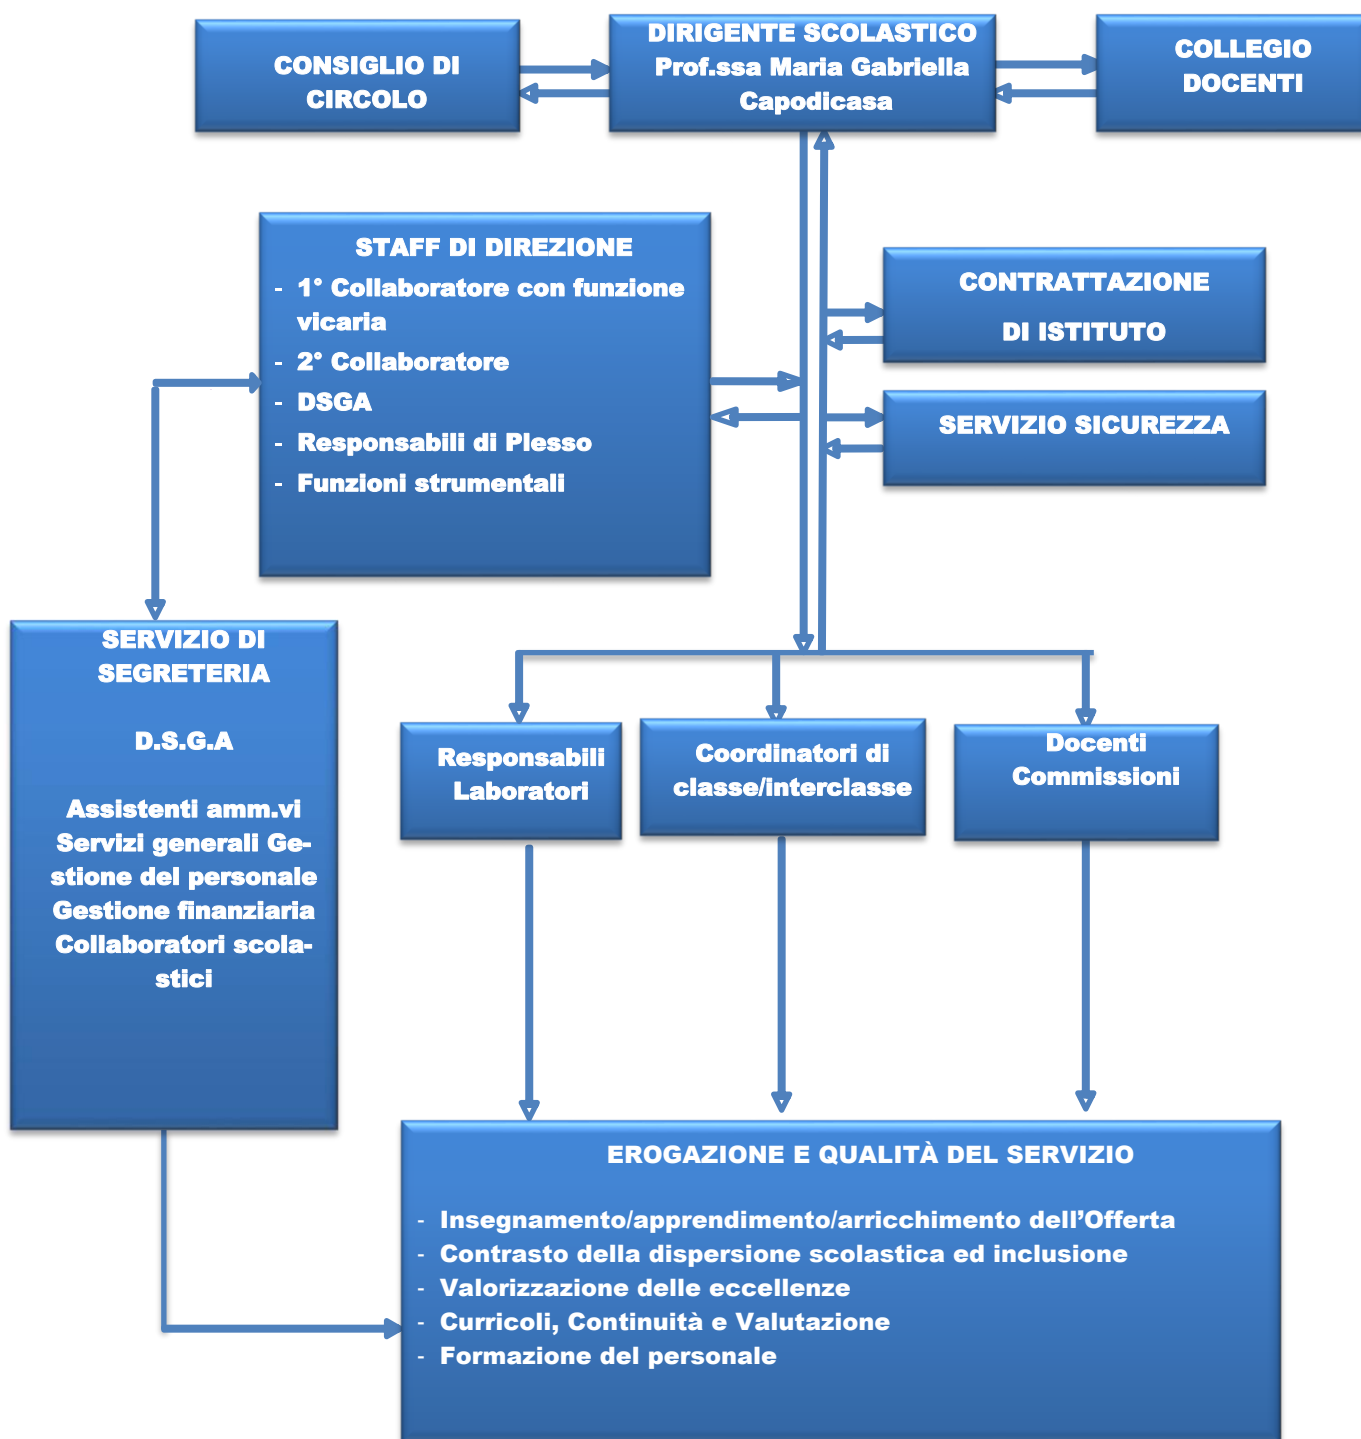 CONSIGLIO DI
CIRCOLO
DIRIGENTE SCOLASTICO
Prof.ssa Maria Gabriella
Capodicasa
COLLEGIO
DOCENTI
STAFF DI DIREZIONE
- 1° Collaboratore con funzione
vicaria
- 2° Collaboratore
- DSGA
- Responsabili di Plesso
- Funzioni strumentali
CONTRATTAZIONE
DI ISTITUTO
SERVIZIO SICUREZZA
SERVIZIO DI
SEGRETERIA
D.S.G.A
Assistenti amm.vi
Servizi generali Ge-
stione del personale
Gestione finanziaria
Collaboratori scola-
stici
Responsabili
Laboratori
Coordinatori di
classe/interclasse
Docenti
Commissioni
EROGAZIONE E QUALITÀ DEL SERVIZIO
- Insegnamento/apprendimento/arricchimento dell’Offerta
- Contrasto della dispersione scolastica ed inclusione
- Valorizzazione delle eccellenze
- Curricoli, Continuità e Valutazione
- Formazione del personale